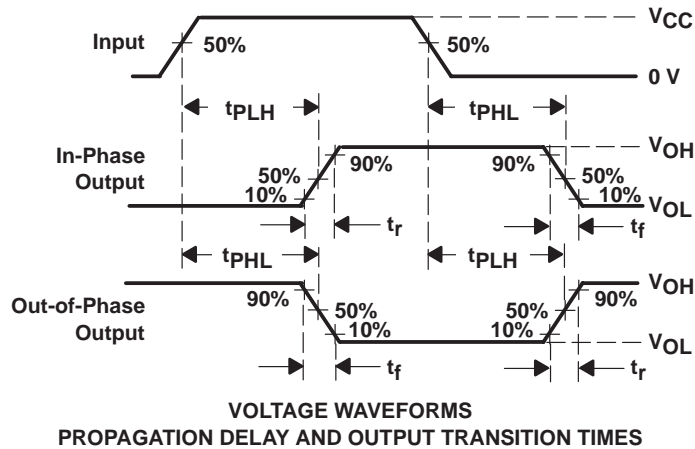 VCC
Input
50%
50%
0 V
tPLH
tPHL
In-Phase
Output
VOH
90%
90%
50%
50%
10%
10%
VOL
tr
tf
tPHL
tPLH
Out-of-Phase
Output
VOH
90%
90%
50%
50%
10%
10%
VOL
tf
tr
VOLTAGE WAVEFORMS
PROPAGATION DELAY AND OUTPUT TRANSITION TIMES